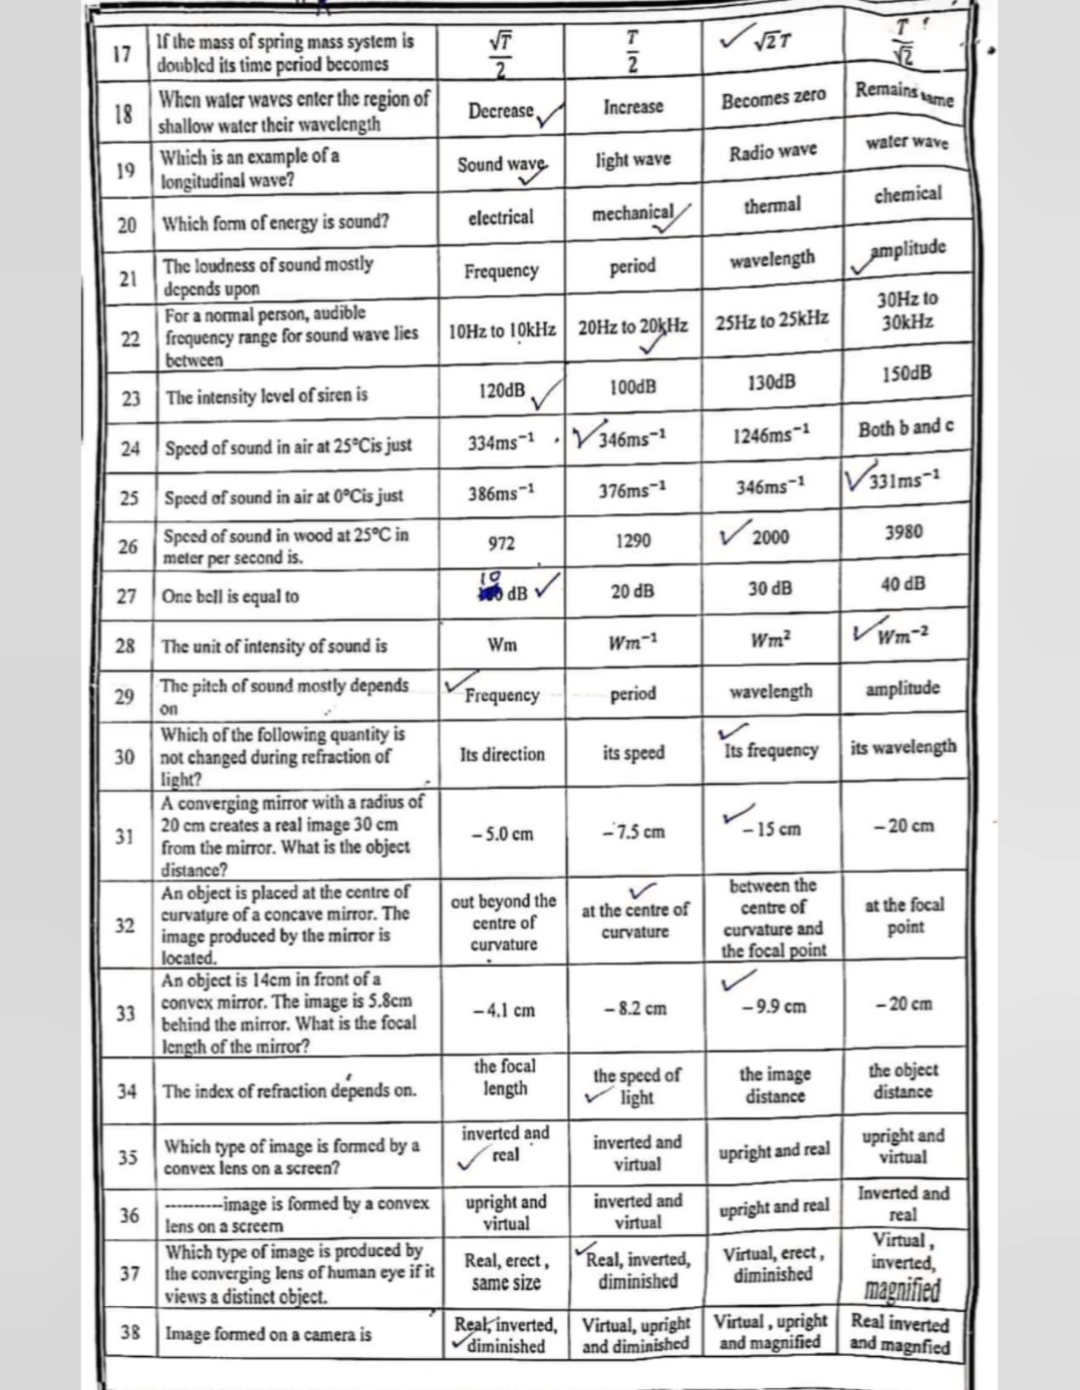 17 If the mass of spring mass system is doubled its time period becomes √T/2 T/2 ✓ √2T T/√2
18 When water waves enter the region of shallow water their wavelength Decrease ✓ Increase Becomes zero Remains same
19 Which is an example of a longitudinal wave? Sound wave ✓ light wave Radio wave water wave
20 Which form of energy is sound? electrical mechanical ✓ thermal chemical
21 The loudness of sound mostly depends upon Frequency period wavelength ✓ amplitude
22 For a normal person, audible frequency range for sound wave lies between 10Hz to 10kHz 20Hz to 20kHz ✓ 25Hz to 25kHz 30Hz to 30kHz
23 The intensity level of siren is 120dB ✓ 100dB 130dB 150dB
24 Speed of sound in air at 25°Cis just 334ms⁻¹ ✓ 346ms⁻¹ 1246ms⁻¹ Both b and c
25 Speed of sound in air at 0°Cis just 386ms⁻¹ 376ms⁻¹ 346ms⁻¹ ✓ 331ms⁻¹
26 Speed of sound in wood at 25°C in meter per second is. 972 1290 ✓ 2000 3980
27 One bell is equal to 10 dB ✓ 20 dB 30 dB 40 dB
28 The unit of intensity of sound is Wm Wm⁻¹ Wm² ✓ Wm⁻²
29 The pitch of sound mostly depends on ✓ Frequency period wavelength amplitude
30 Which of the following quantity is not changed during refraction of light? Its direction its speed ✓ Its frequency its wavelength
31 A converging mirror with a radius of 20 cm creates a real image 30 cm from the mirror. What is the object distance? – 5.0 cm – 7.5 cm ✓ – 15 cm – 20 cm
32 An object is placed at the centre of curvature of a concave mirror. The image produced by the mirror is located. out beyond the centre of curvature ✓ at the centre of curvature between the centre of curvature and the focal point at the focal point
33 An object is 14cm in front of a convex mirror. The image is 5.8cm behind the mirror. What is the focal length of the mirror? – 4.1 cm – 8.2 cm ✓ – 9.9 cm – 20 cm
34 The index of refraction depends on. the focal length ✓ the speed of light the image distance the object distance
35 Which type of image is formed by a convex lens on a screen? ✓ inverted and real inverted and virtual upright and real upright and virtual
36 ----------image is formed by a convex lens on a screem upright and virtual inverted and virtual upright and real Inverted and real
37 Which type of image is produced by the converging lens of human eye if it views a distinct object. Real, erect, same size ✓ Real, inverted, diminished Virtual, erect, diminished Virtual, inverted, magnified
38 Image formed on a camera is ✓ Real, inverted, diminished Virtual, upright and diminished Virtual, upright and magnified Real inverted and magnfied